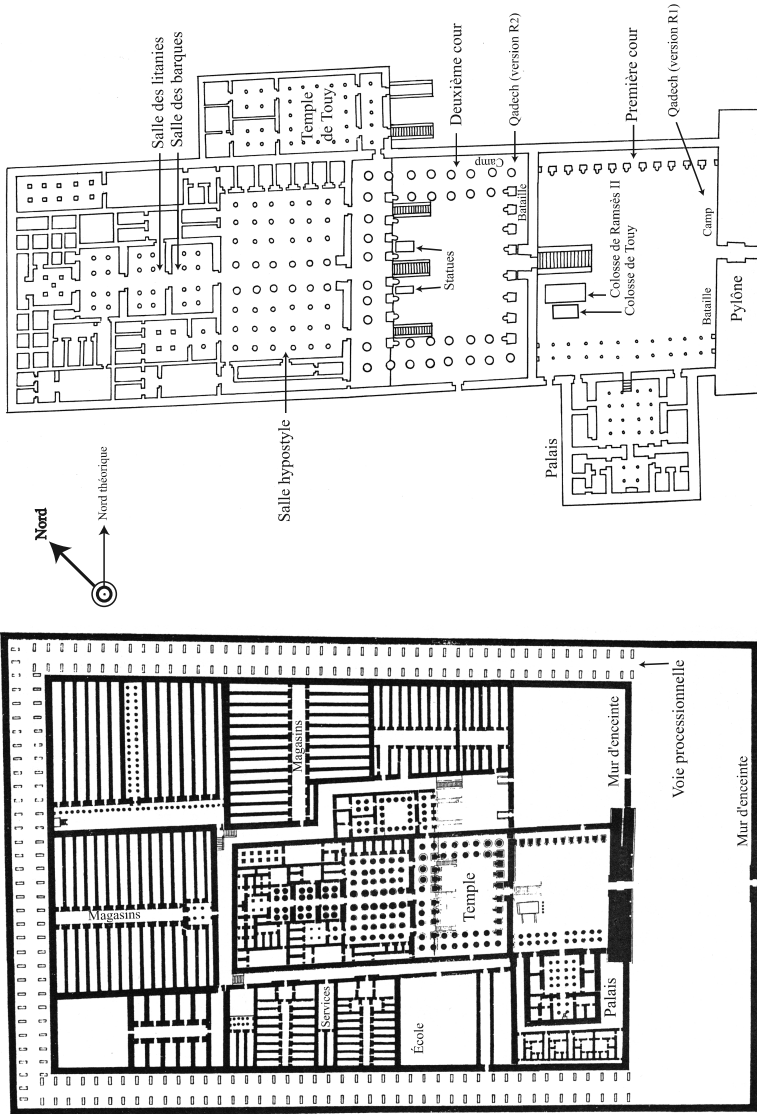 Salle des litanies
Salle des barques
Temple
de Touy
Deuxième cour
Qadech (version R2)
Première cour
Qadech (version R1)
Camp
Bataille
Statues
Camp
Colosse de Ramsès II
Colosse de Touy
Bataille
Pylône
Salle hypostyle
Palais
Nord
Nord théorique
Magasins
Magasins
Temple
Services
École
Palais
Mur d'enceinte
Voie processionnelle
Mur d'enceinte